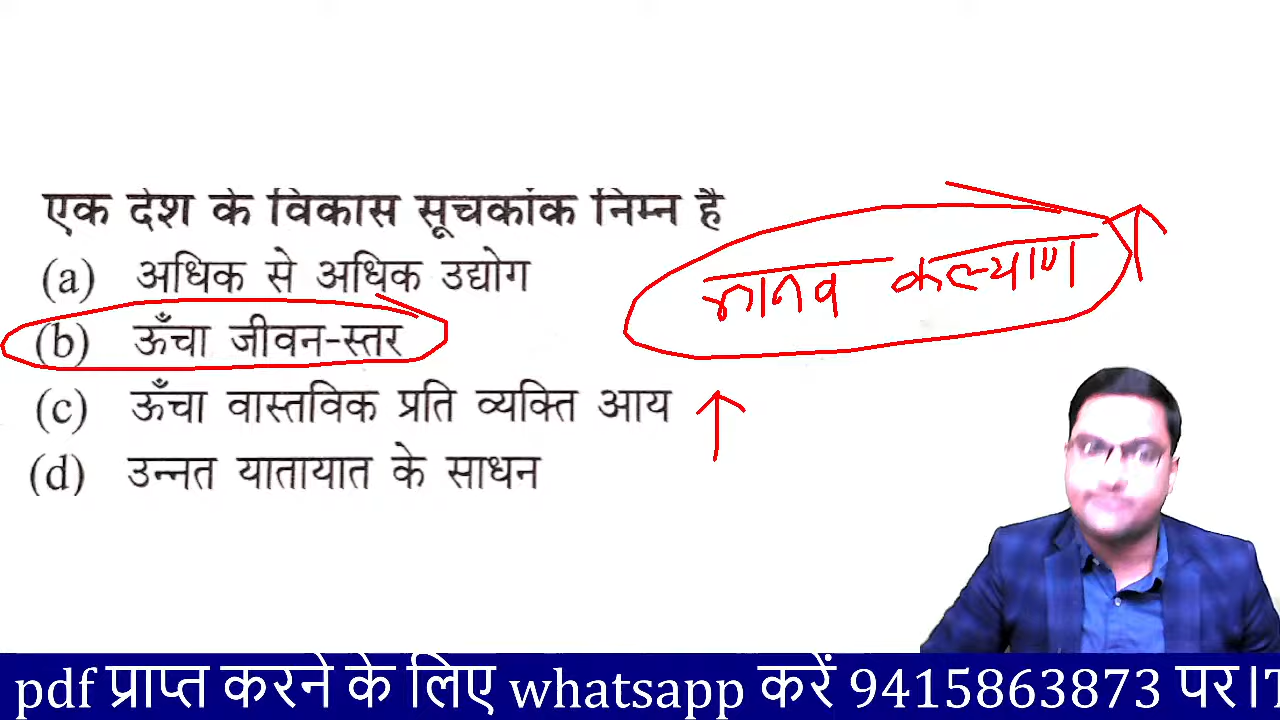 एक देश के विकास सूचकांक निम्न है
(a) अधिक से अधिक उद्योग
(b) ऊँचा जीवन-स्तर
(c) ऊँचा वास्तविक प्रति व्यक्ति आय
(d) उन्नत यातायात के साधन
मानव कल्याण
pdf प्राप्त करने के लिए whatsapp करें 9415863873 पर।